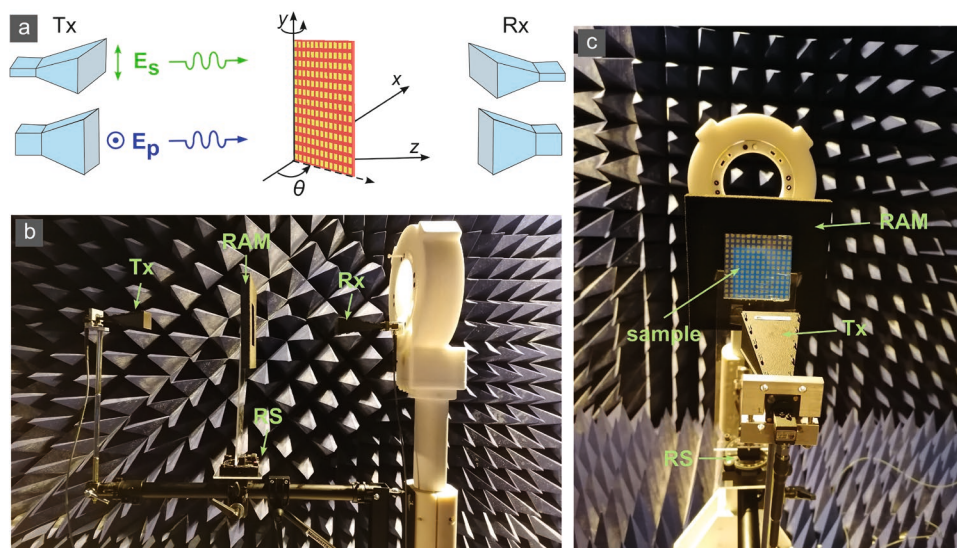 a
Tx
Rx
E_s
E_p
y
x
z
θ
b
Tx
RAM
Rx
RS
c
RAM
sample
Tx
RS